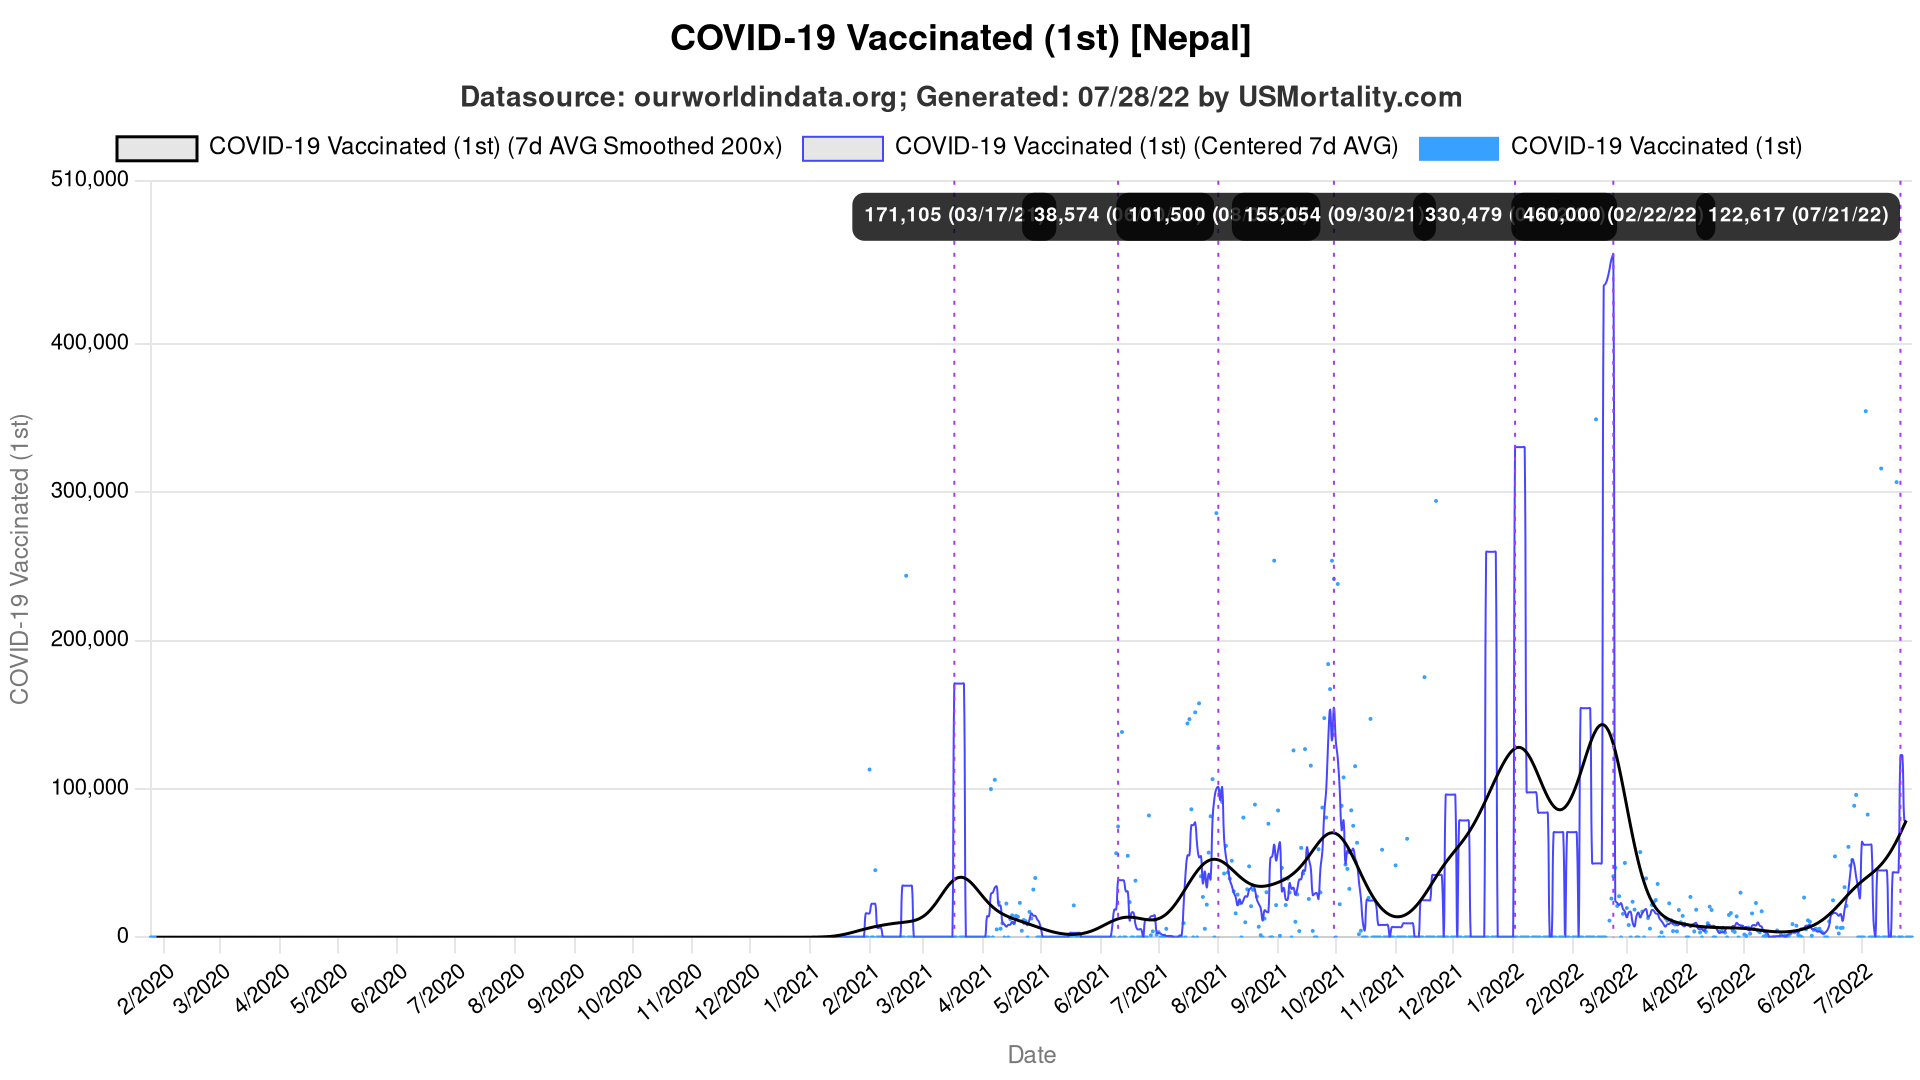 COVID-19 Vaccinated (1st) [Nepal]
Datasource: ourworldindata.org; Generated: 07/28/22 by USMortality.com
COVID-19 Vaccinated (1st) (7d AVG Smoothed 200x) COVID-19 Vaccinated (1st) (Centered 7d AVG) COVID-19 Vaccinated (1st)
510,000
171,105 (03/17/21 38,574 (06 101,500 (08 155,054 (09/30/21) 330,479 460,000 (02/22/22) 122,617 (07/21/22)
400,000
300,000
200,000
100,000
0
COVID-19 Vaccinated (1st)
2/2020 3/2020 4/2020 5/2020 6/2020 7/2020 8/2020 9/2020 10/2020 11/2020 12/2020 1/2021 2/2021 3/2021 4/2021 5/2021 6/2021 7/2021 8/2021 9/2021 10/2021 11/2021 12/2021 1/2022 2/2022 3/2022 4/2022 5/2022 6/2022 7/2022
Date